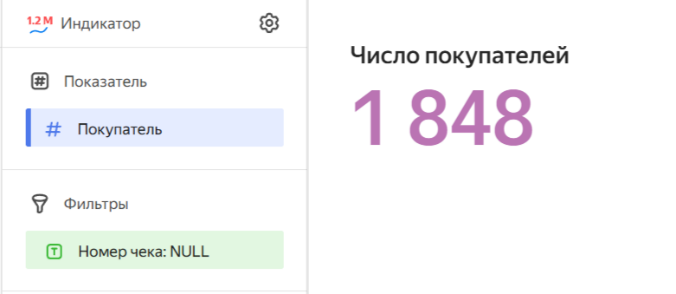 1.2 M Индикатор
Показатель
# Покупатель
Фильтры
T Номер чека: NULL
Число покупателей
1 848